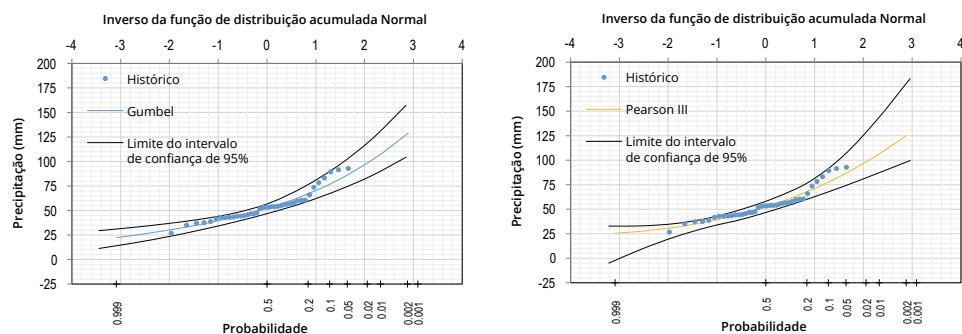 Inverso da função de distribuição acumulada Normal
-4 -3 -2 -1 0 1 2 3 4
200
175
150
125
100
75
50
25
0
-25
Precipitação (mm)
Histórico
Gumbel
Limite do intervalo
de confiança de 95%
0.999 0.5 0.2 0.1 0.05 0.02 0.01 0.002 0.001
Probabilidade
Inverso da função de distribuição acumulada Normal
-4 -3 -2 -1 0 1 2 3 4
200
175
150
125
100
75
50
25
0
-25
Precipitação (mm)
Histórico
Pearson III
Limite do intervalo
de confiança de 95%
0.999 0.5 0.2 0.1 0.05 0.02 0.01 0.002 0.001
Probabilidade